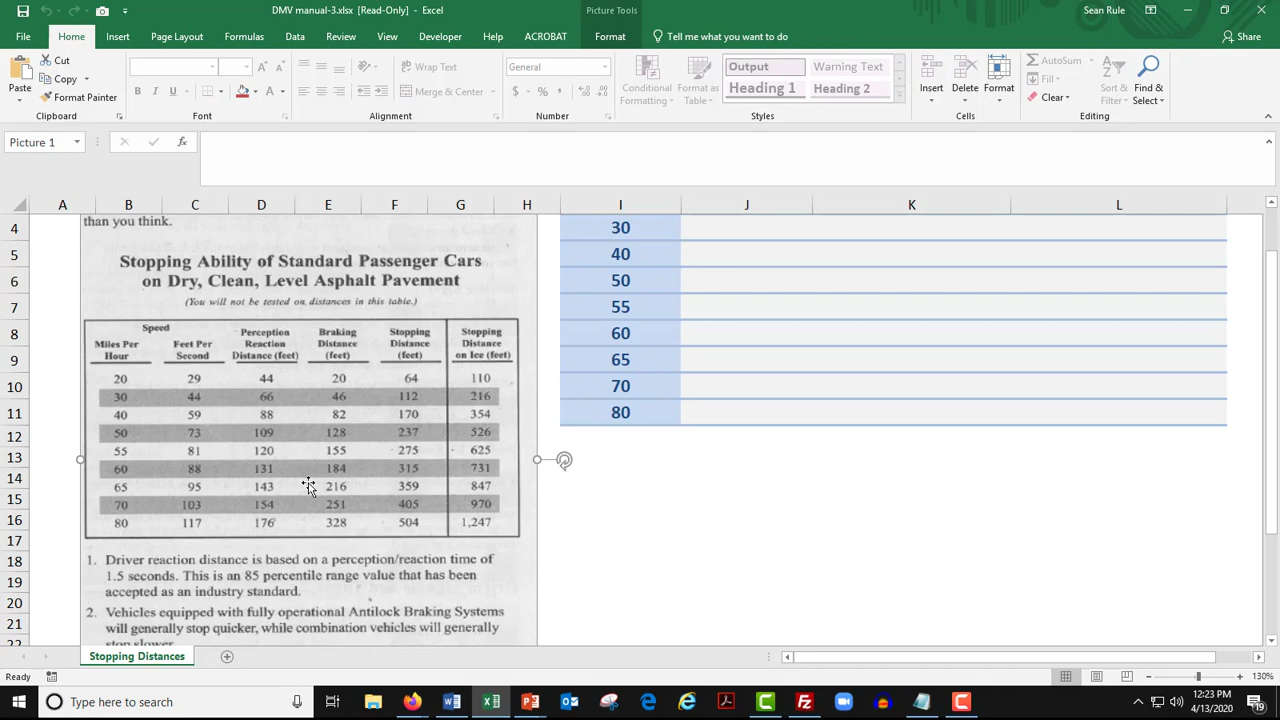 DMV manual-3.xlsx [Read-Only] - Excel
Picture Tools
Sean Rule
File Home Insert Page Layout Formulas Data Review View Developer Help ACROBAT Format Tell me what you want to do Share
Paste
Cut
Copy
Format Painter
Clipboard
B I U
A A
Font
Wrap Text
Merge & Center
Alignment
General
$ % ,
Number
Conditional Formatting
Format as Table
Output Warning Text
Heading 1 Heading 2
Styles
Insert Delete Format
Cells
AutoSum
Fill
Clear
Sort & Filter
Find & Select
Editing
Picture 1 fx
A B C D E F G H I J K L
4
5
6
7
8
9
10
11
12
13
14
15
16
17
18
19
20
21
22
than you think.
Stopping Ability of Standard Passenger Cars
on Dry, Clean, Level Asphalt Pavement
(You will not be tested on distances in this table.)
Speed Perception Braking Stopping Stopping
Miles Per Feet Per Reaction Distance Distance Distance
Hour Second Distance (feet) (feet) (feet) on Ice (feet)
20 29 44 20 64 110
30 44 66 46 112 216
40 59 88 82 170 354
50 73 109 128 237 526
55 81 120 155 275 625
60 88 131 184 315 731
65 95 143 216 359 847
70 103 154 251 405 970
80 117 176 328 504 1,247
1. Driver reaction distance is based on a perception/reaction time of
1.5 seconds. This is an 85 percentile range value that has been
accepted as an industry standard.
2. Vehicles equipped with fully operational Antilock Braking Systems
will generally stop quicker, while combination vehicles will generally
stop slower.
30
40
50
55
60
65
70
80
Stopping Distances
Ready
130%
Type here to search
12:23 PM
4/13/2020
19